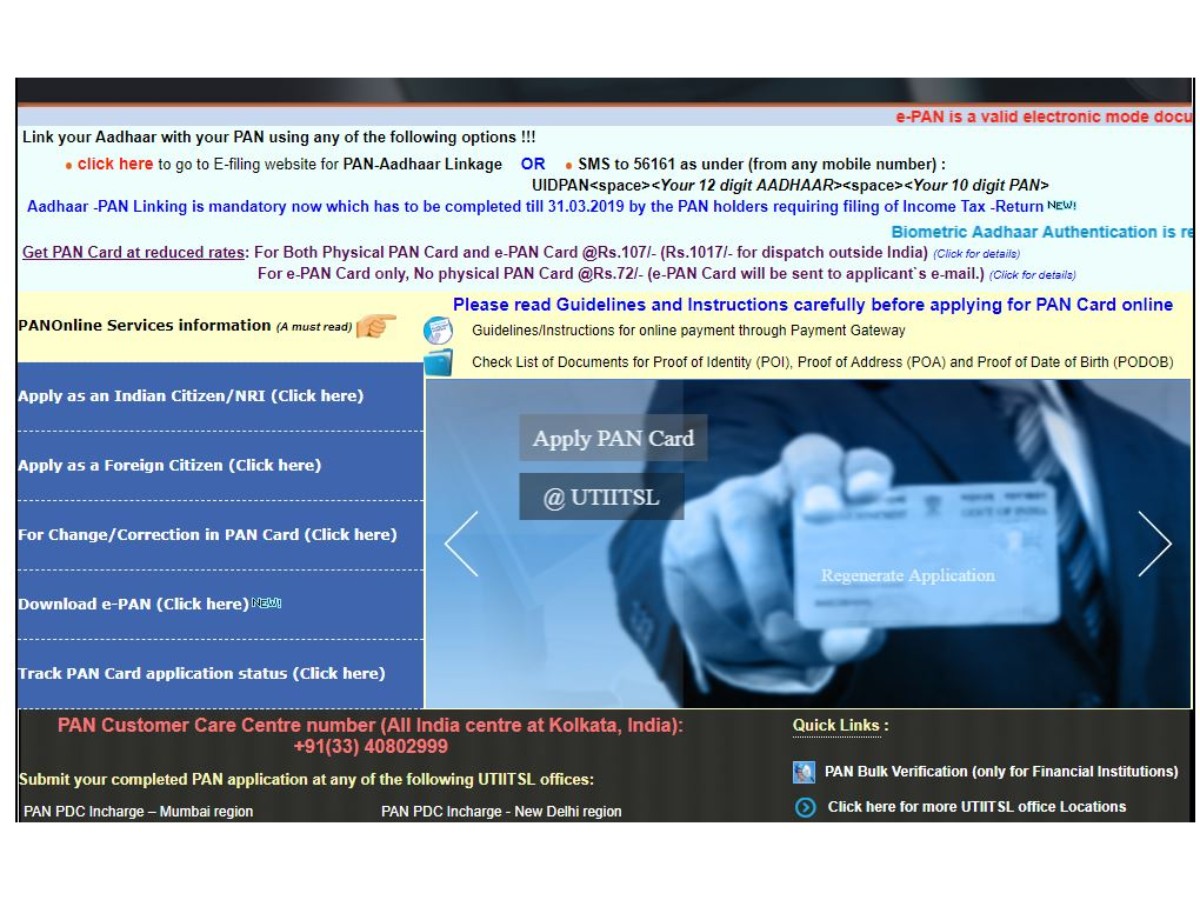 e-PAN is a valid electronic mode docu
Link your Aadhaar with your PAN using any of the following options !!!
• click here to go to E-filing website for PAN-Aadhaar Linkage OR • SMS to 56161 as under (from any mobile number) :
UIDPAN<space><Your 12 digit AADHAAR><space><Your 10 digit PAN>
Aadhaar -PAN Linking is mandatory now which has to be completed till 31.03.2019 by the PAN holders requiring filing of Income Tax -Return NEW!
Biometric Aadhaar Authentication is re
Get PAN Card at reduced rates: For Both Physical PAN Card and e-PAN Card @Rs.107/- (Rs.1017/- for dispatch outside India) (Click for details)
For e-PAN Card only, No physical PAN Card @Rs.72/- (e-PAN Card will be sent to applicant`s e-mail.) (Click for details)
Please read Guidelines and Instructions carefully before applying for PAN Card online
PANOnline Services information (A must read)
Guidelines/Instructions for online payment through Payment Gateway
Check List of Documents for Proof of Identity (POI), Proof of Address (POA) and Proof of Date of Birth (PODOB)
Apply as an Indian Citizen/NRI (Click here)
Apply as a Foreign Citizen (Click here)
For Change/Correction in PAN Card (Click here)
Download e-PAN (Click here) NEW!
Track PAN Card application status (Click here)
Apply PAN Card
@ UTIITSL
GOVT OF INDIA
Regenerate Application
PAN Customer Care Centre number (All India centre at Kolkata, India):
+91(33) 40802999
Submit your completed PAN application at any of the following UTIITSL offices:
PAN PDC Incharge – Mumbai region
PAN PDC Incharge - New Delhi region
Quick Links :
PAN Bulk Verification (only for Financial Institutions)
Click here for more UTIITSL office Locations